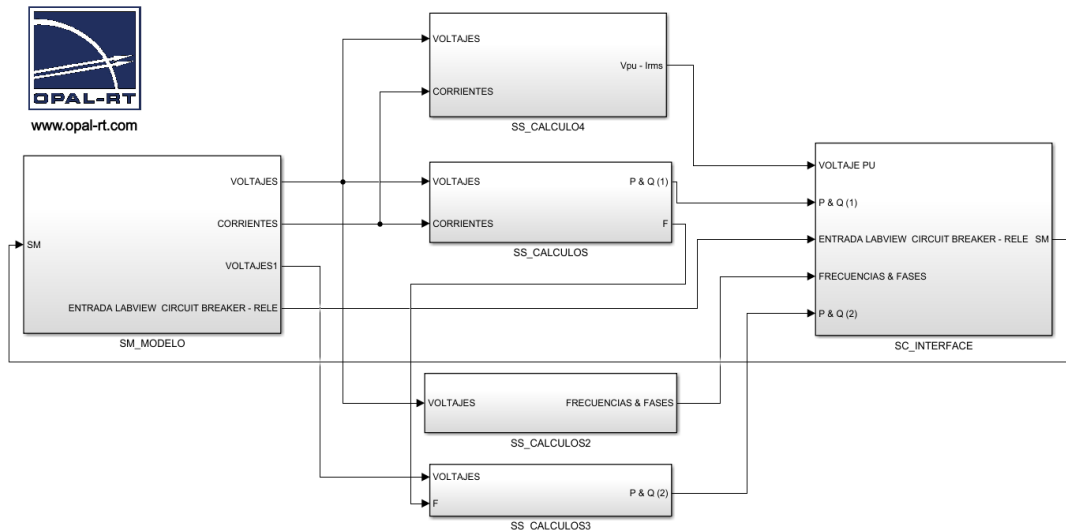 OPAL-RT
www.opal-rt.com
VOLTAJES
CORRIENTES
Vpu - Irms
SS_CALCULO4
SM
VOLTAJES
CORRIENTES
VOLTAJES1
ENTRADA LABVIEW CIRCUIT BREAKER - RELE
SM_MODELO
VOLTAJES
CORRIENTES
P & Q (1)
F
SS_CALCULOS
VOLTAJE PU
P & Q (1)
ENTRADA LABVIEW CIRCUIT BREAKER - RELE SM
FRECUENCIAS & FASES
P & Q (2)
SC_INTERFACE
VOLTAJES
FRECUENCIAS & FASES
SS_CALCULOS2
VOLTAJES
F
P & Q (2)
SS_CALCULOS3